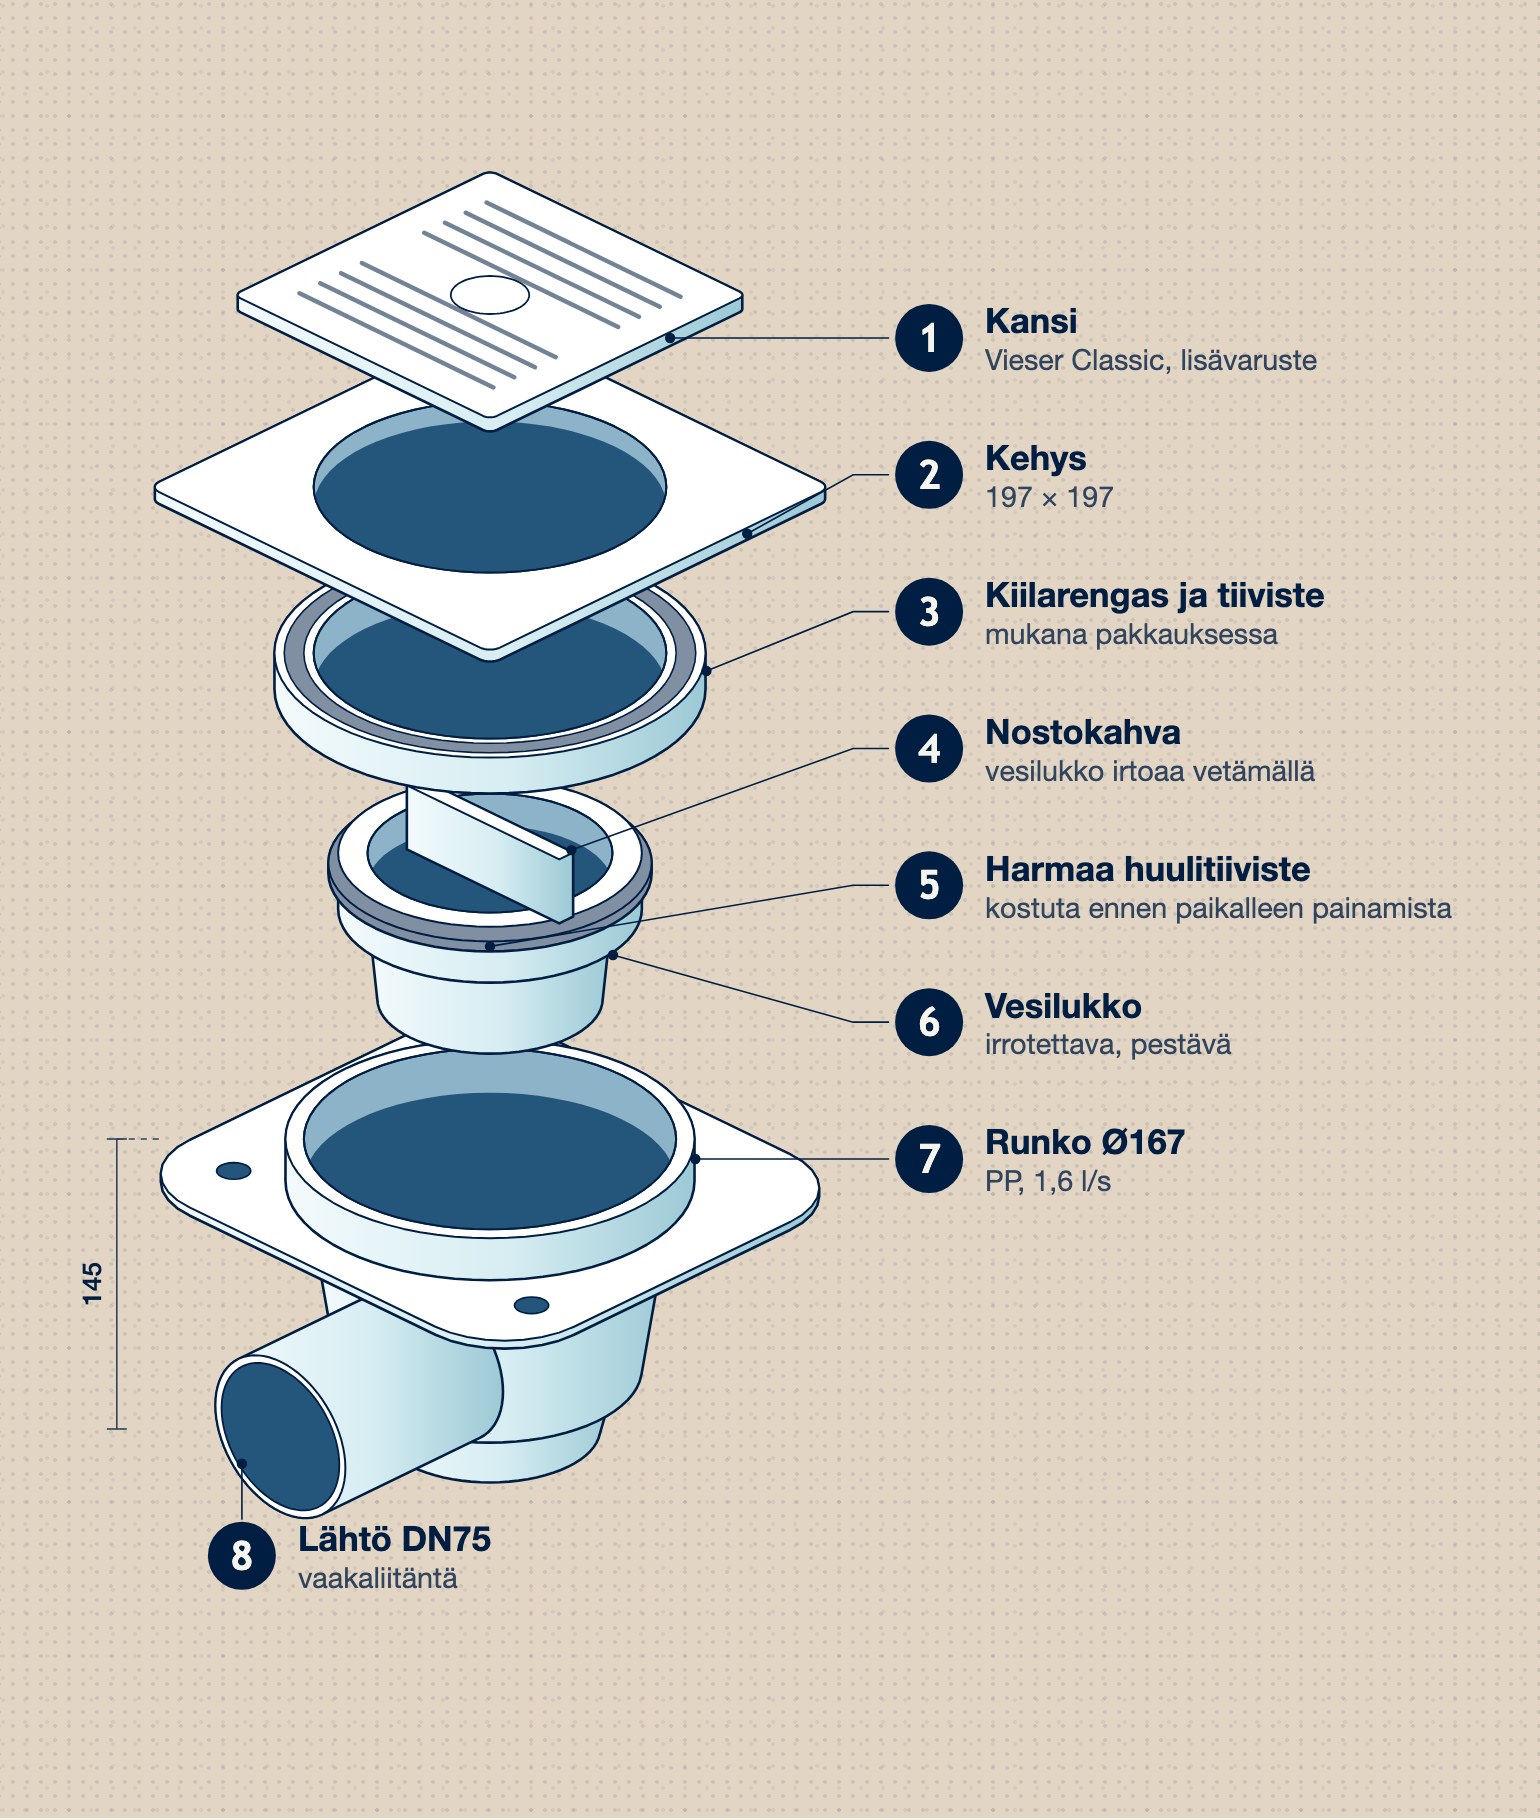 1
Kansi
Vieser Classic, lisävaruste
2
Kehys
197 × 197
3
Kiilarengas ja tiiviste
mukana pakkauksessa
4
Nostokahva
vesilukko irtoaa vetämällä
5
Harmaa huulitiiviste
kostuta ennen paikalleen painamista
6
Vesilukko
irrotettava, pestävä
7
Runko Ø167
PP, 1,6 l/s
145
8
Lähtö DN75
vaakaliitäntä